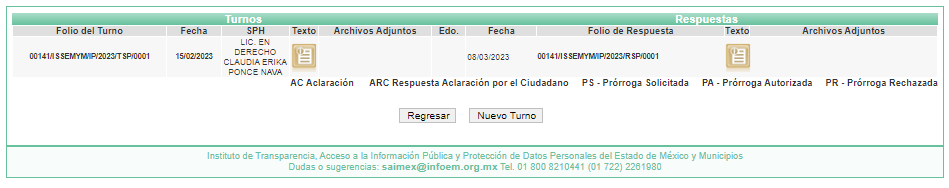 Turnos Respuestas
Folio del Turno Fecha SPH Texto Archivos Adjuntos Edo. Fecha Folio de Respuesta Texto Archivos Adjuntos
00141/ISSEMYM/IP/2023/TSP/0001 15/02/2023 LIC. EN DERECHO CLAUDIA ERIKA PONCE NAVA 08/03/2023 00141/ISSEMYM/IP/2023/RSP/0001
AC Aclaración ARC Respuesta Aclaración por el Ciudadano PS - Prórroga Solicitada PA - Prórroga Autorizada PR - Prórroga Rechazada
Regresar Nuevo Turno
Instituto de Transparencia, Acceso a la Información Pública y Protección de Datos Personales del Estado de México y Municipios
Dudas o sugerencias: saimex@infoem.org.mx Tel. 01 800 8210441 (01 722) 2261980